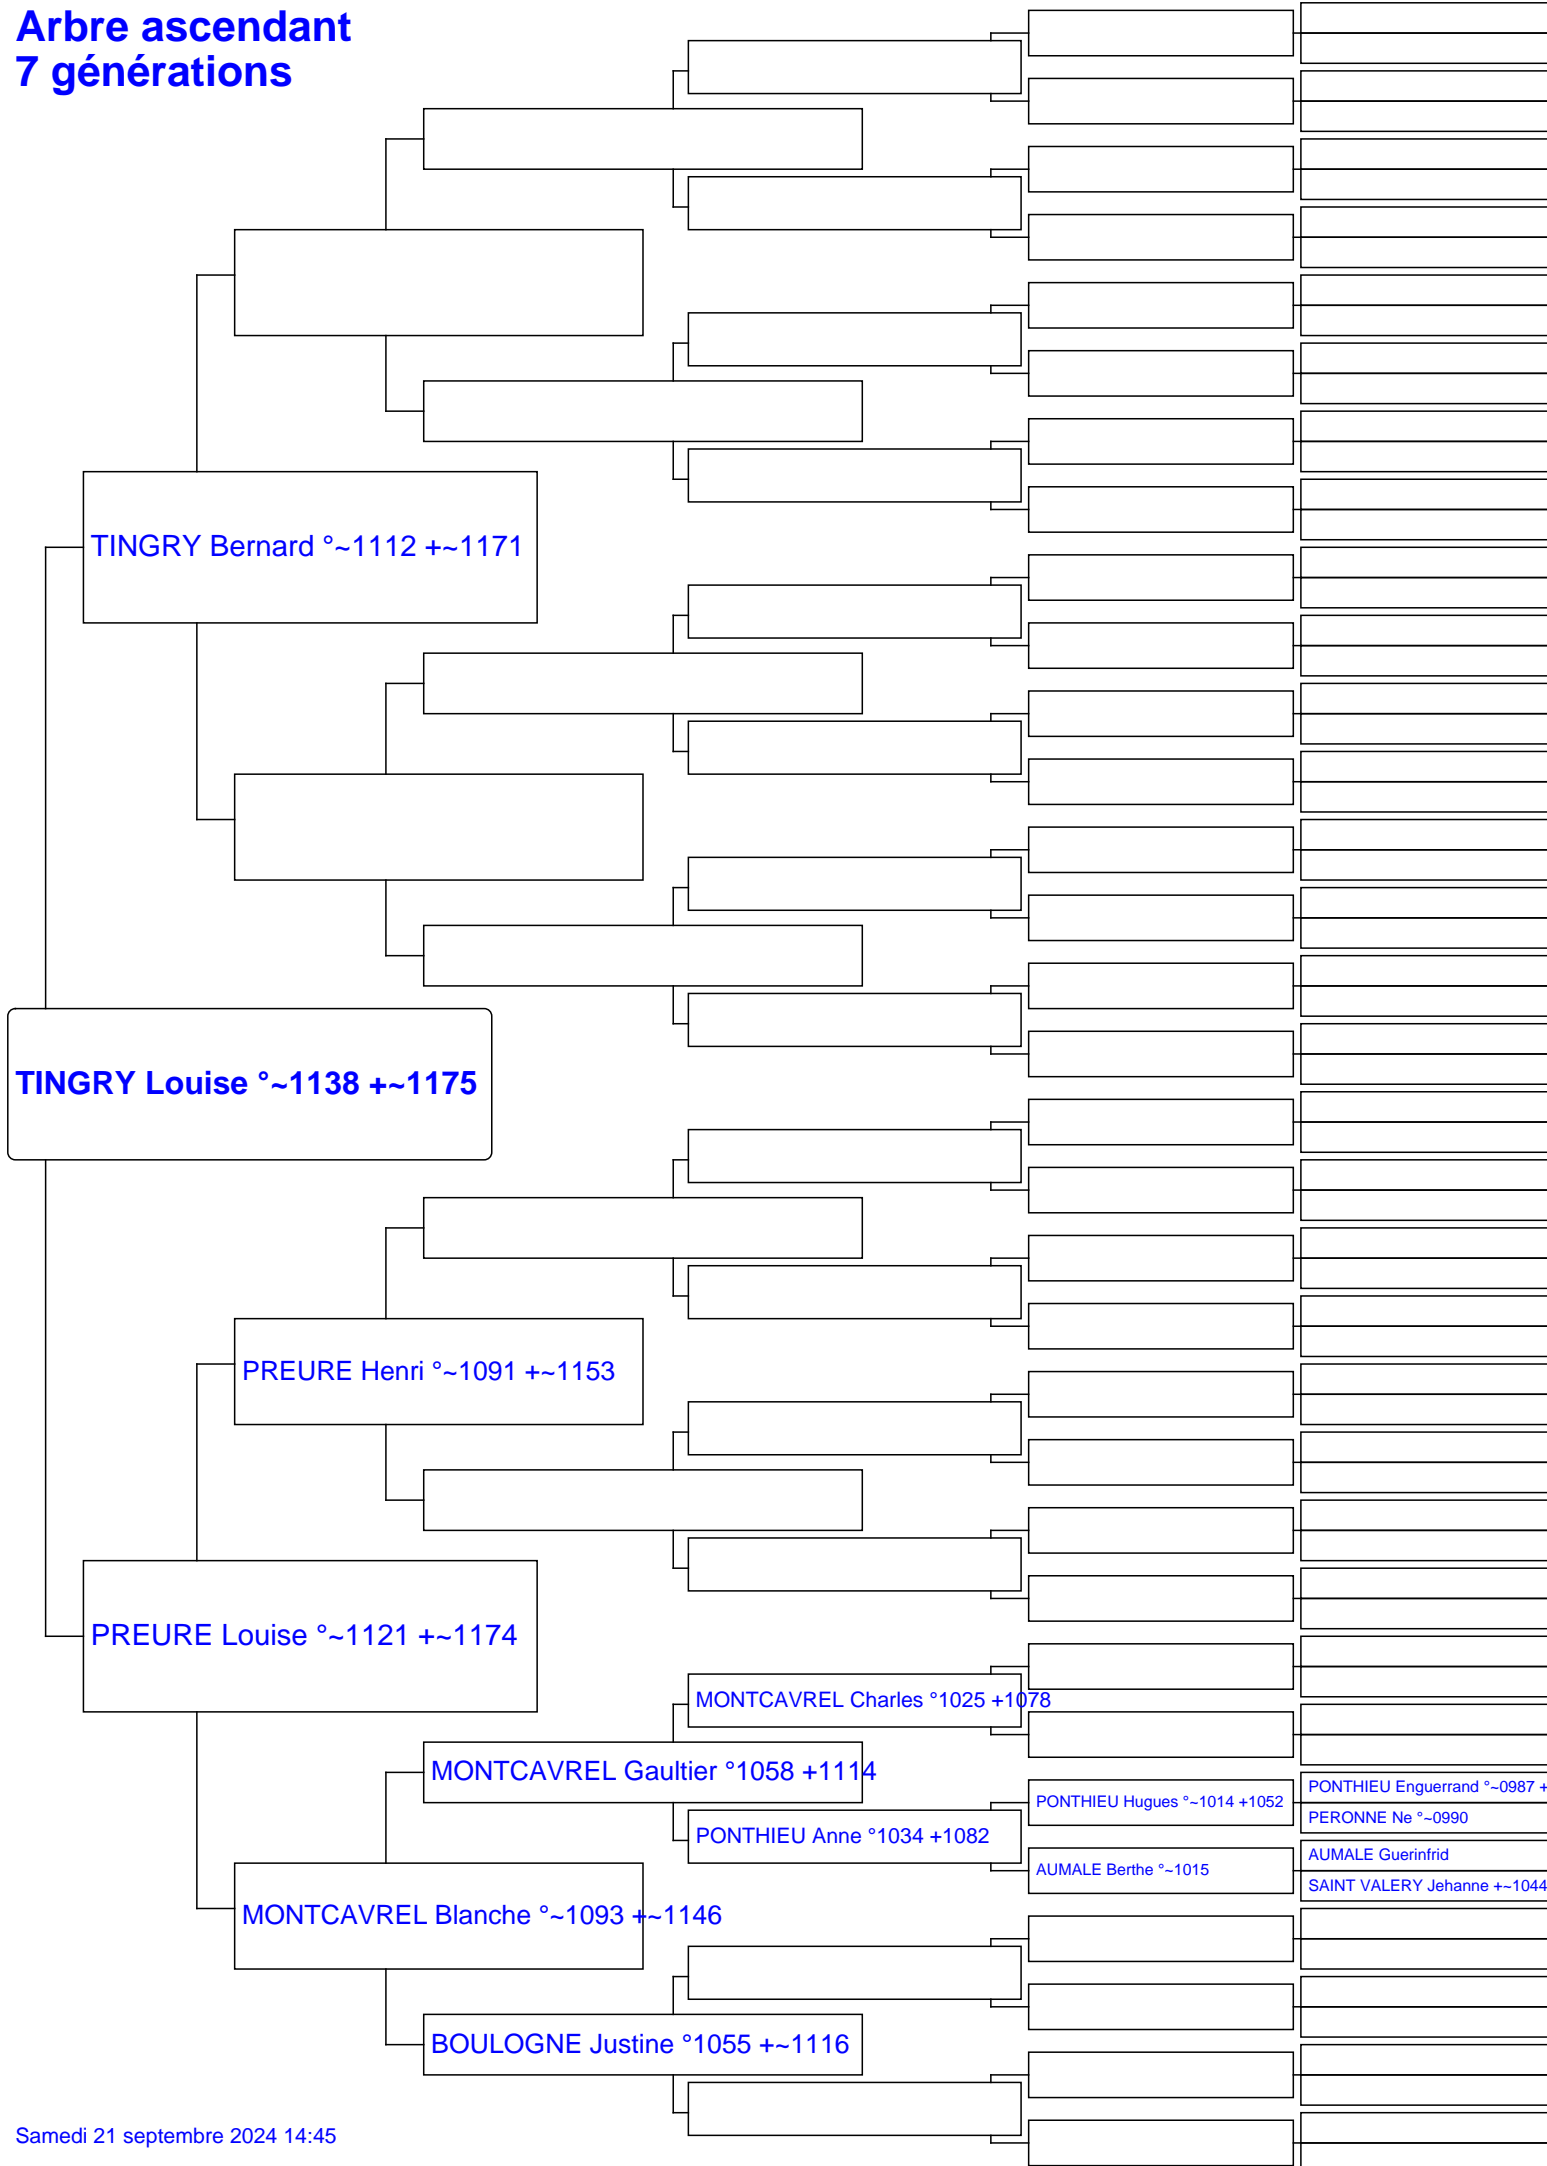 Arbre ascendant
7 générations
TINGRY Bernard °~1112 +~1171
TINGRY Louise °~1138 +~1175
PREURE Henri °~1091 +~1153
PREURE Louise °~1121 +~1174
MONTCAVREL Charles °1025 +1078
MONTCAVREL Gaultier °1058 +1114
PONTHIEU Enguerrand °~0987 +
PONTHIEU Hugues °~1014 +1052
PERONNE Ne °~0990
PONTHIEU Anne °1034 +1082
AUMALE Guerinfrid
AUMALE Berthe °~1015
SAINT VALERY Jehanne +~1044
MONTCAVREL Blanche °~1093 +~1146
BOULOGNE Justine °1055 +~1116
Samedi 21 septembre 2024 14:45